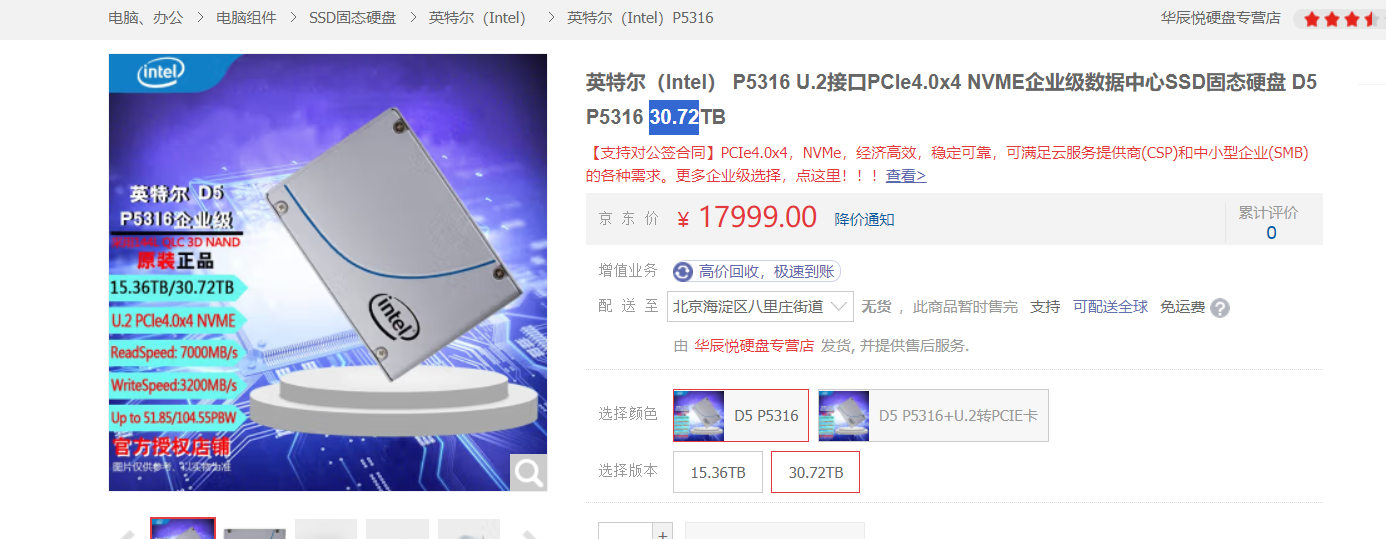 电脑、办公 > 电脑组件 > SSD固态硬盘 > 英特尔（Intel） > 英特尔（Intel）P5316
华辰悦硬盘专营店
intel
英特尔 D5
P5316企业级
QLC 3D NAND
原装正品
15.36TB/30.72TB
U.2 PCIe4.0x4 NVME
ReadSpeed: 7000MB/s
WriteSpeed:3200MB/s
Up to 51.85/104.55PBW
官方授权店铺
图片仅供参考，以实物为准
intel
英特尔（Intel） P5316 U.2接口PCIe4.0x4 NVME企业级数据中心SSD固态硬盘 D5
P5316 30.72TB
【支持对公签合同】PCIe4.0x4，NVMe，经济高效，稳定可靠，可满足云服务提供商(CSP)和中小型企业(SMB)
的各种需求。更多企业级选择，点这里！！！查看>
京东价 ￥17999.00 降价通知
累计评价
0
增值业务 高价回收，极速到账
配送至 北京海淀区八里庄街道 无货，此商品暂时售完 支持 可配送全球 免运费 ?
由 华辰悦硬盘专营店 发货, 并提供售后服务.
选择颜色 D5 P5316 D5 P5316+U.2转PCIE卡
选择版本 15.36TB 30.72TB
+